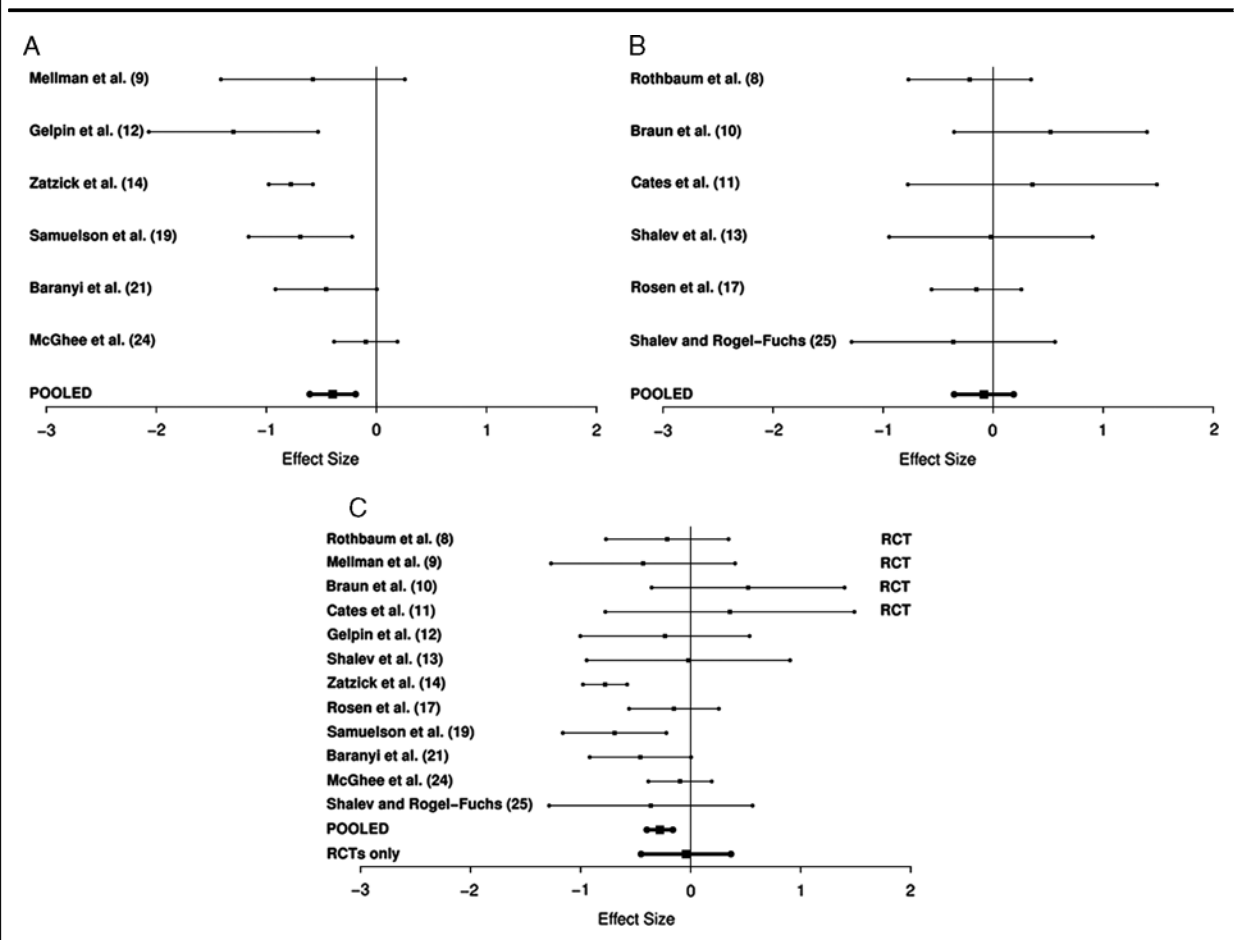 A
Mellman et al. (9)
Gelpin et al. (12)
Zatzick et al. (14)
Samuelson et al. (19)
Baranyi et al. (21)
McGhee et al. (24)
POOLED
−3 −2 −1 0 1 2
Effect Size
B
Rothbaum et al. (8)
Braun et al. (10)
Cates et al. (11)
Shalev et al. (13)
Rosen et al. (17)
Shalev and Rogel−Fuchs (25)
POOLED
−3 −2 −1 0 1 2
Effect Size
C
Rothbaum et al. (8) RCT
Mellman et al. (9) RCT
Braun et al. (10) RCT
Cates et al. (11) RCT
Gelpin et al. (12)
Shalev et al. (13)
Zatzick et al. (14)
Rosen et al. (17)
Samuelson et al. (19)
Baranyi et al. (21)
McGhee et al. (24)
Shalev and Rogel−Fuchs (25)
POOLED
RCTs only
−3 −2 −1 0 1 2
Effect Size